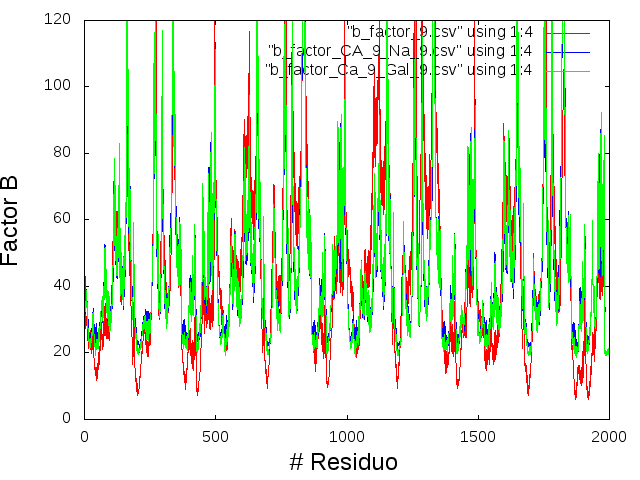 120
"b_factor_9.csv" using 1:4
"b_factor_CA_9_Na_9.csv" using 1:4
"b_factor_Ca_9_Gal_9.csv" using 1:4
100
80
60
40
20
0
Factor B
0 500 1000 1500 2000
# Residuo